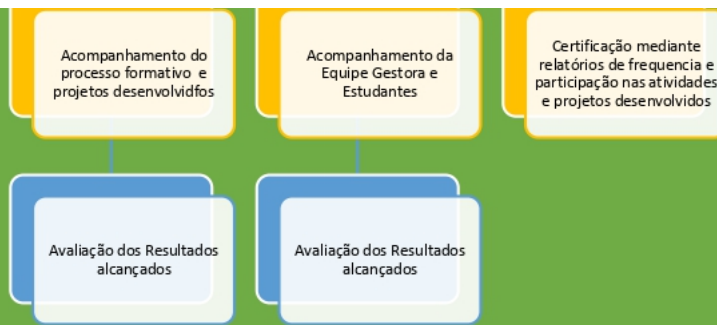 Acompanhamento do
processo formativo e
projetos desenvolvidfos
Acompanhamento da
Equipe Gestora e
Estudantes
Certificação mediante
relatórios de frequencia e
participação nas atividades
e projetos desenvolvidos
Avaliação dos Resultados
alcançados
Avaliação dos Resultados
alcançados